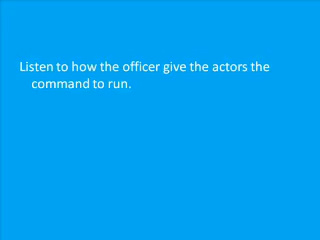 Listen to how the officer give the actors the
command to run.